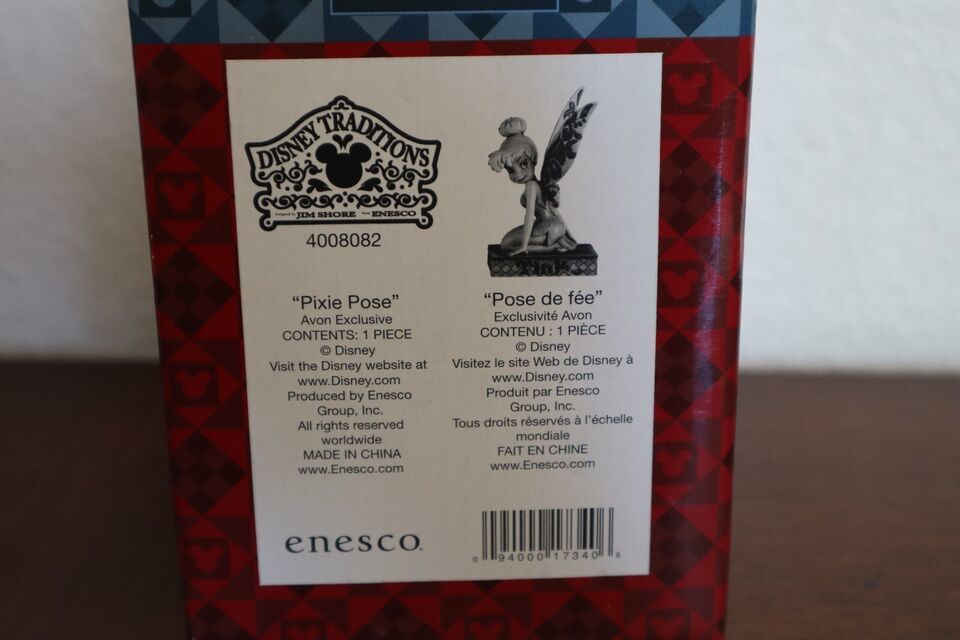 DISNEY TRADITIONS
Designed by JIM SHORE from ENESCO
4008082
"Pixie Pose"
Avon Exclusive
CONTENTS: 1 PIECE
© Disney
Visit the Disney website at
www.Disney.com
Produced by Enesco
Group, Inc.
All rights reserved
worldwide
MADE IN CHINA
www.Enesco.com
enesco.
Tink
"Pose de fée"
Exclusivité Avon
CONTENU : 1 PIÈCE
© Disney
Visitez le site Web de Disney à
www.Disney.com
Produit par Enesco
Group, Inc.
Tous droits réservés à l'échelle
mondiale
FAIT EN CHINE
www.Enesco.com
0 94000 17340 6